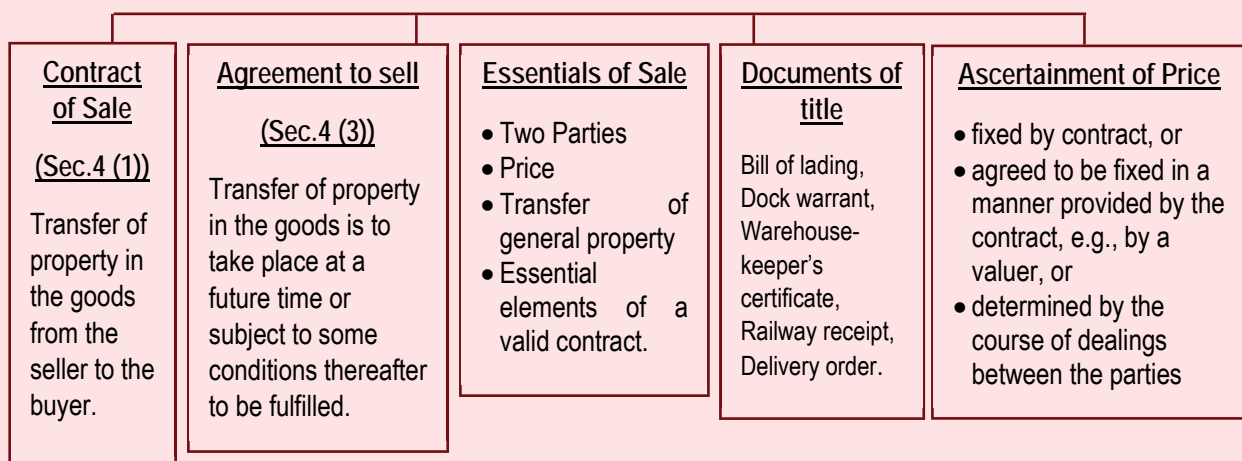 Contract
of Sale
(Sec.4 (1))
Transfer of
property in
the goods
from the
seller to the
buyer.
Agreement to sell
(Sec.4 (3))
Transfer of property
in the goods is to
take place at a
future time or
subject to some
conditions thereafter
to be fulfilled.
Essentials of Sale
• Two Parties
• Price
• Transfer of
general property
• Essential
elements of a
valid contract.
Documents of
title
Bill of lading,
Dock warrant,
Warehouse-
keeper's
certificate,
Railway receipt,
Delivery order.
Ascertainment of Price
• fixed by contract, or
• agreed to be fixed in a
manner provided by the
contract, e.g., by a
valuer, or
• determined by the
course of dealings
between the parties